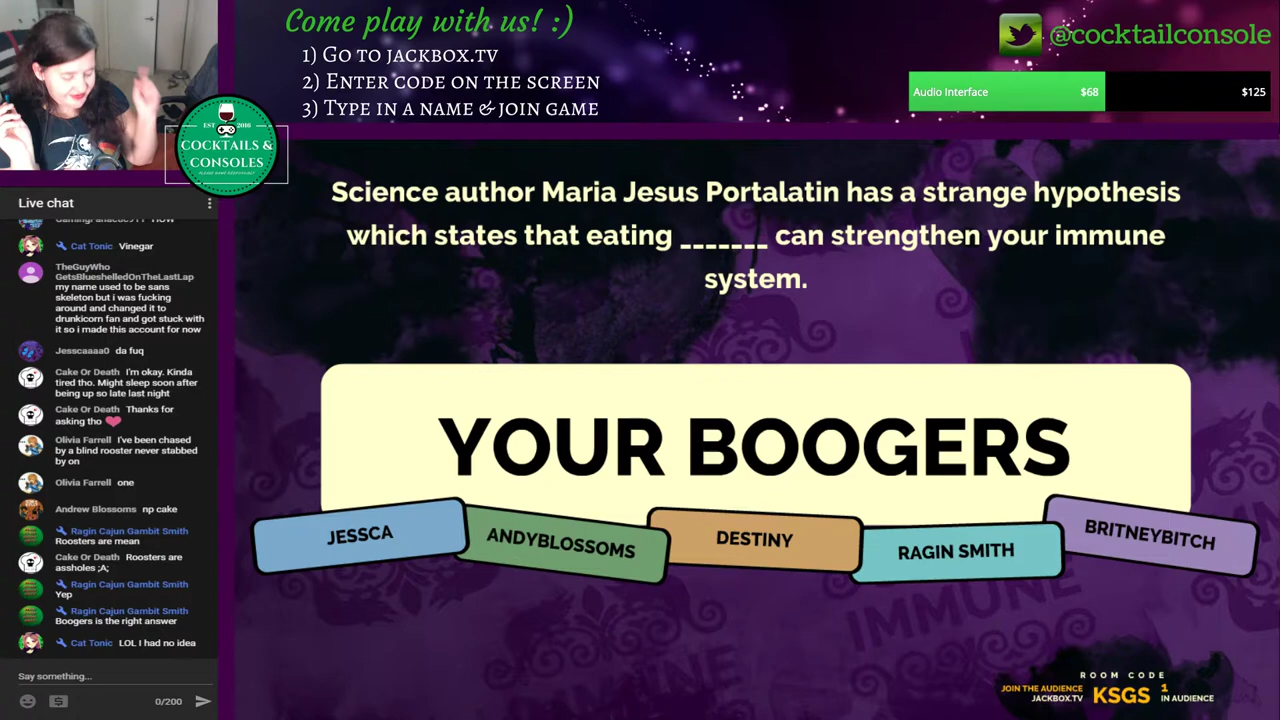 Come play with us! :)
1) Go to jackbox.tv
2) Enter code on the screen
3) Type in a name & join game
@cocktailconsole
Audio Interface $68 $125
EST 2018
COCKTAILS &
CONSOLES
Live chat
Cat Tonic Vinegar
TheGuyWho
GetsBlueshelledOnTheLastLap
my name used to be sans
skeleton but i was fucking
around and changed it to
drunkicorn fan and got stuck with
it so i made this account for now
Jesscaaaa0 da fuq
Cake Or Death I'm okay. Kinda
tired tho. Might sleep soon after
being up so late last night
Cake Or Death Thanks for
asking tho
Olivia Farrell I've been chased
by a blind rooster never stabbed
by on
Olivia Farrell one
Andrew Blossoms np cake
Ragin Cajun Gambit Smith
Roosters are mean
Cake Or Death Roosters are
assholes ;A;
Ragin Cajun Gambit Smith
Yep
Ragin Cajun Gambit Smith
Boogers is the right answer
Cat Tonic LOL I had no idea
Say something...
0/200
Science author Maria Jesus Portalatin has a strange hypothesis
which states that eating _______ can strengthen your immune
system.
YOUR BOOGERS
JESSCA
ANDYBLOSSOMS
DESTINY
RAGIN SMITH
BRITNEYBITCH
IMMUNE
ROOM CODE
JOIN THE AUDIENCE
JACKBOX.TV
KSGS
1
IN AUDIENCE